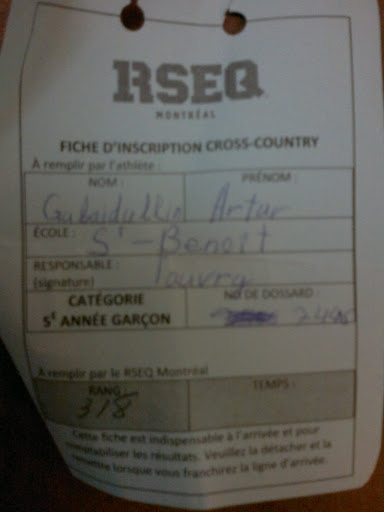 RSEQ
MONTRÉAL
FICHE D'INSCRIPTION CROSS-COUNTRY
À remplir par l'athlète :
NOM : PRÉNOM :
Gubaidullin Artur
ÉCOLE : St-Benoît
RESPONSABLE :
(signature)
CATÉGORIE NO DE DOSSARD :
5E ANNÉE GARÇON
À remplir par le RSEQ Montréal
RANG : TEMPS :
318
Cette fiche est indispensable à l'arrivée et pour
comptabiliser les résultats. Veuillez la détacher et la
remettre lorsque vous franchirez la ligne d'arrivée.